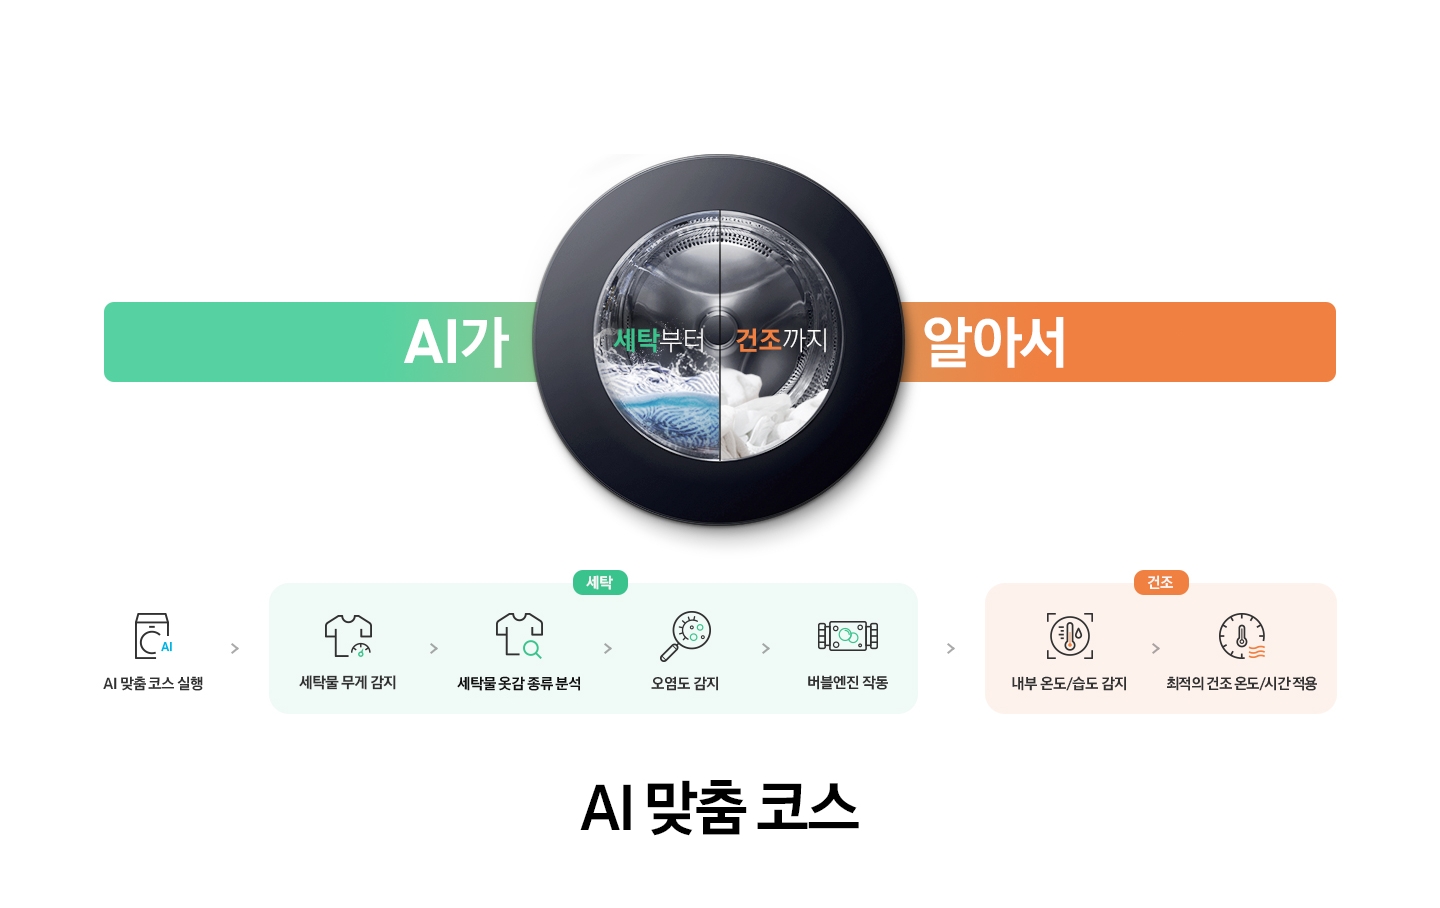 AI가
세탁부터
건조까지
알아서
세탁
건조
AI
AI 맞춤 코스 실행
세탁물 무게 감지
세탁물 옷감 종류 분석
오염도 감지
버블엔진 작동
내부 온도/습도 감지
최적의 건조 온도/시간 적용
AI 맞춤 코스